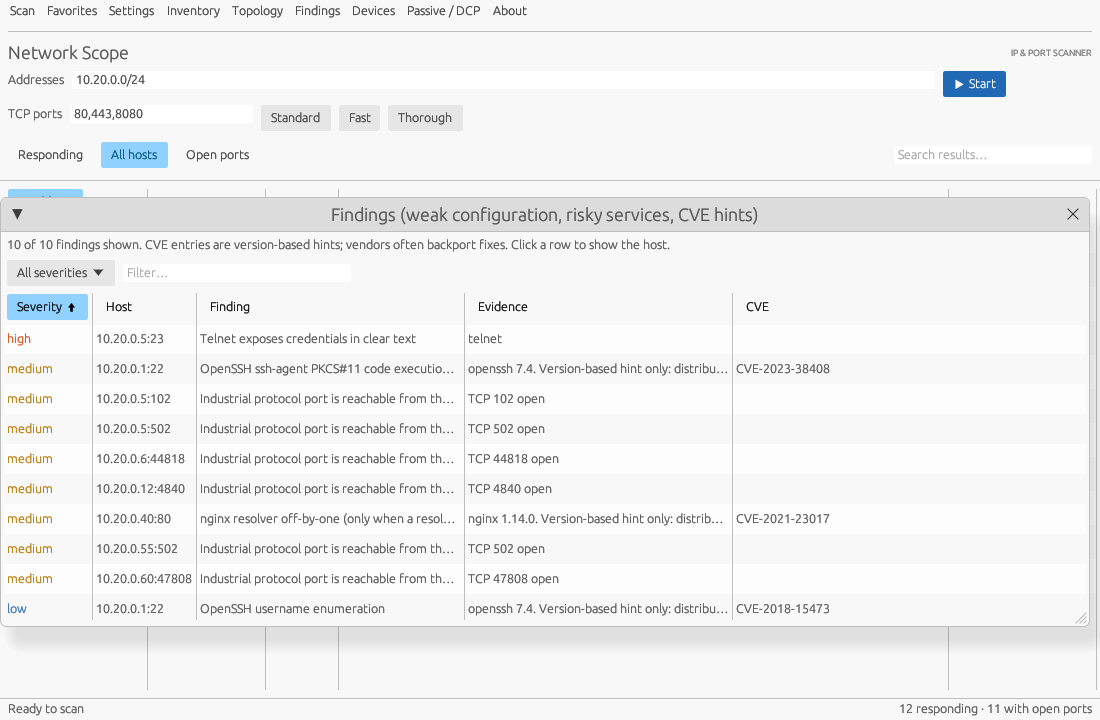 Scan Favorites Settings Inventory Topology Findings Devices Passive / DCP About
Network Scope
IP & PORT SCANNER
Addresses 10.20.0.0/24
▶ Start
TCP ports 80,443,8080 Standard Fast Thorough
Responding All hosts Open ports Search results…
▼ Findings (weak configuration, risky services, CVE hints)
10 of 10 findings shown. CVE entries are version-based hints; vendors often backport fixes. Click a row to show the host.
All severities ▼ Filter…
Severity ⬆ Host Finding Evidence CVE
high 10.20.0.5:23 Telnet exposes credentials in clear text telnet
medium 10.20.0.1:22 OpenSSH ssh-agent PKCS#11 code executio… openssh 7.4. Version-based hint only: distribu… CVE-2023-38408
medium 10.20.0.5:102 Industrial protocol port is reachable from th… TCP 102 open
medium 10.20.0.5:502 Industrial protocol port is reachable from th… TCP 502 open
medium 10.20.0.6:44818 Industrial protocol port is reachable from th… TCP 44818 open
medium 10.20.0.12:4840 Industrial protocol port is reachable from th… TCP 4840 open
medium 10.20.0.40:80 nginx resolver off-by-one (only when a resol… nginx 1.14.0. Version-based hint only: distrib… CVE-2021-23017
medium 10.20.0.55:502 Industrial protocol port is reachable from th… TCP 502 open
medium 10.20.0.60:47808 Industrial protocol port is reachable from th… TCP 47808 open
low 10.20.0.1:22 OpenSSH username enumeration openssh 7.4. Version-based hint only: distribu… CVE-2018-15473
Ready to scan 12 responding · 11 with open ports